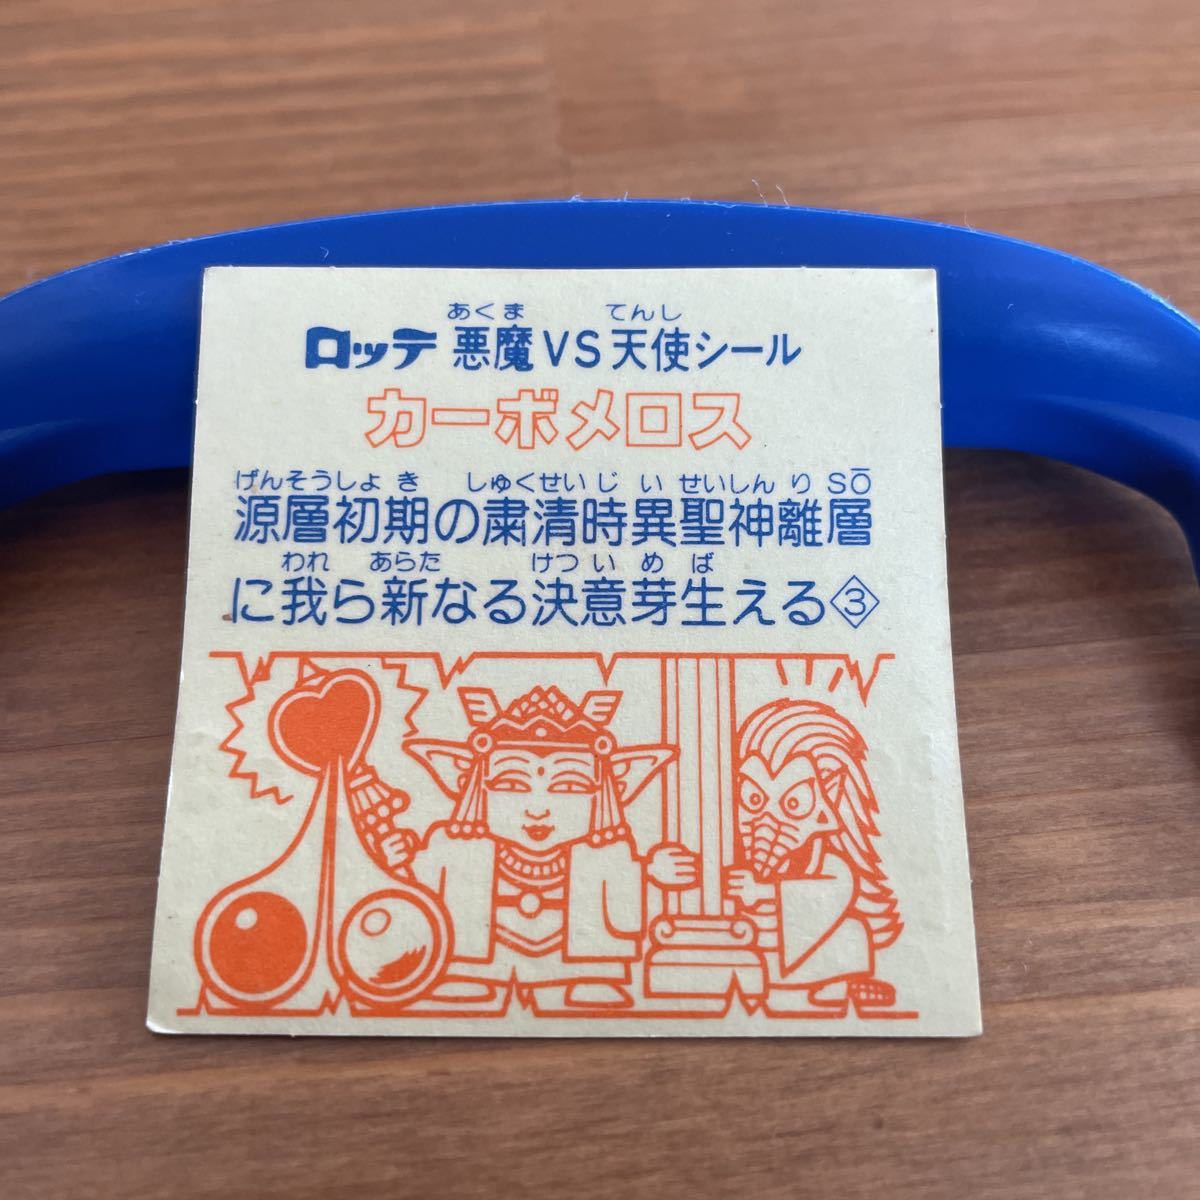 あくま てんし
ロッテ 悪魔VS天使シール
カーボメロス
げんそうしょ き しゅくせいじ い せいしんり SŌ
源層初期の粛清時異聖神離層
われ あらた けつい め ば
に我ら新なる決意芽生える③